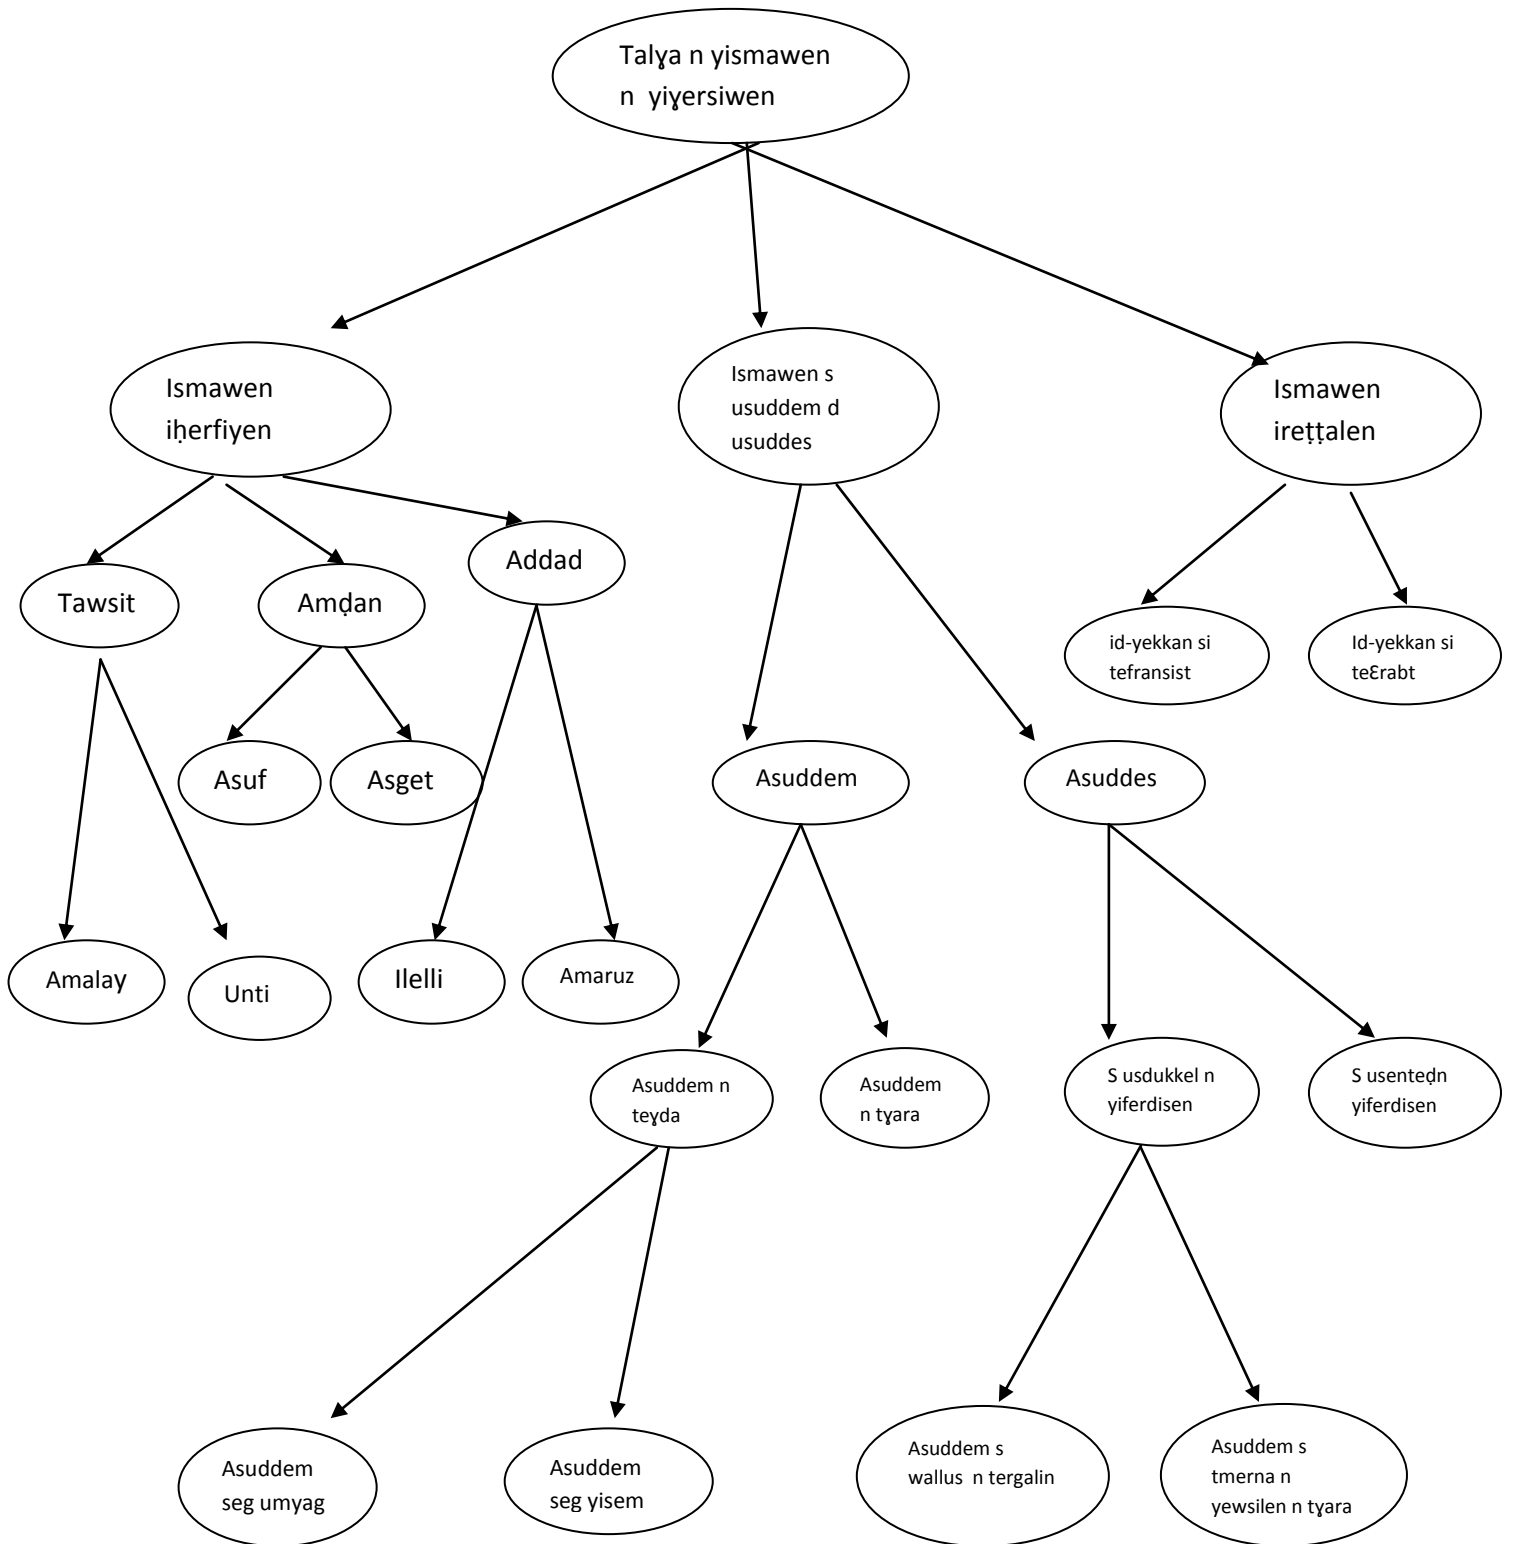 Talɣa n yismawen
n yiɣersiwen
Ismawen
iḥerfiyen
Ismawen s
usuddem d
usuddes
Ismawen
ireṭṭalen
Tawsit
Amḍan
Addad
id-yekkan si
tefransist
Id-yekkan si
teƐrabt
Asuf
Asget
Asuddem
Asuddes
Amalay
Unti
Ilelli
Amaruz
Asuddem n
teɣda
Asuddem
n tɣara
S usdukkel n
yiferdisen
S usenteḍn
yiferdisen
Asuddem
seg umyag
Asuddem
seg yisem
Asuddem s
wallus n tergalin
Asuddem s
tmerna n
yewsilen n tɣara